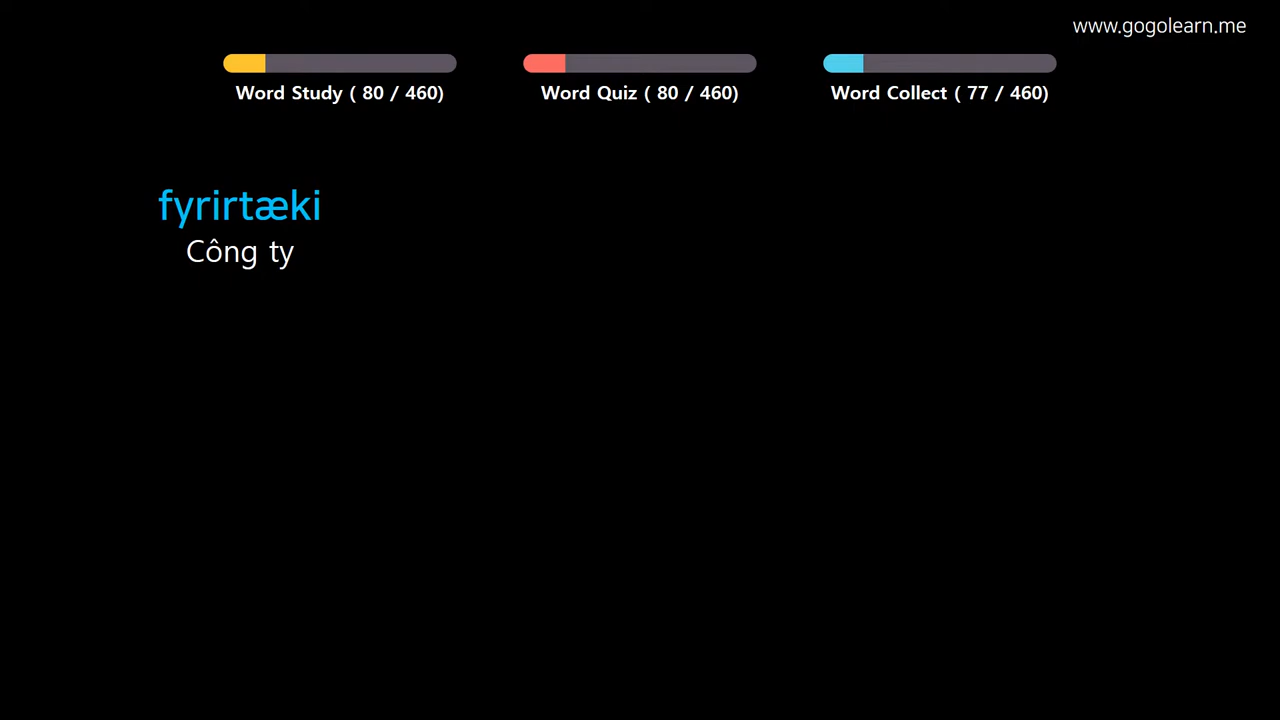 www.gogolearn.me
Word Study ( 80 / 460)
Word Quiz ( 80 / 460)
Word Collect ( 77 / 460)
fyrirtæki
Công ty